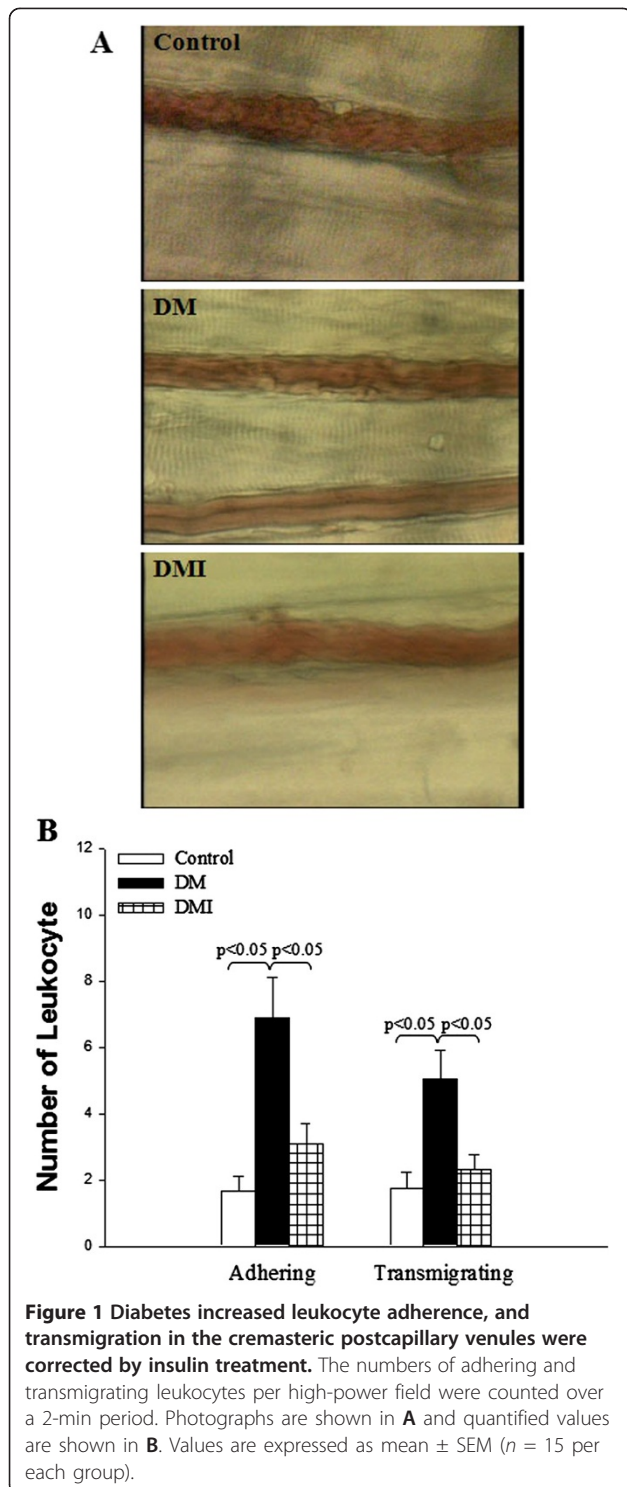 A
Control
DM
DMI
B
12
10
8
6
4
2
0
Number of Leukocyte
Control
DM
DMI
p<0.05 p<0.05
p<0.05 p<0.05
Adhering Transmigrating
Figure 1 Diabetes increased leukocyte adherence, and
transmigration in the cremasteric postcapillary venules were
corrected by insulin treatment. The numbers of adhering and
transmigrating leukocytes per high-power field were counted over
a 2-min period. Photographs are shown in A and quantified values
are shown in B. Values are expressed as mean ± SEM (n = 15 per
each group).